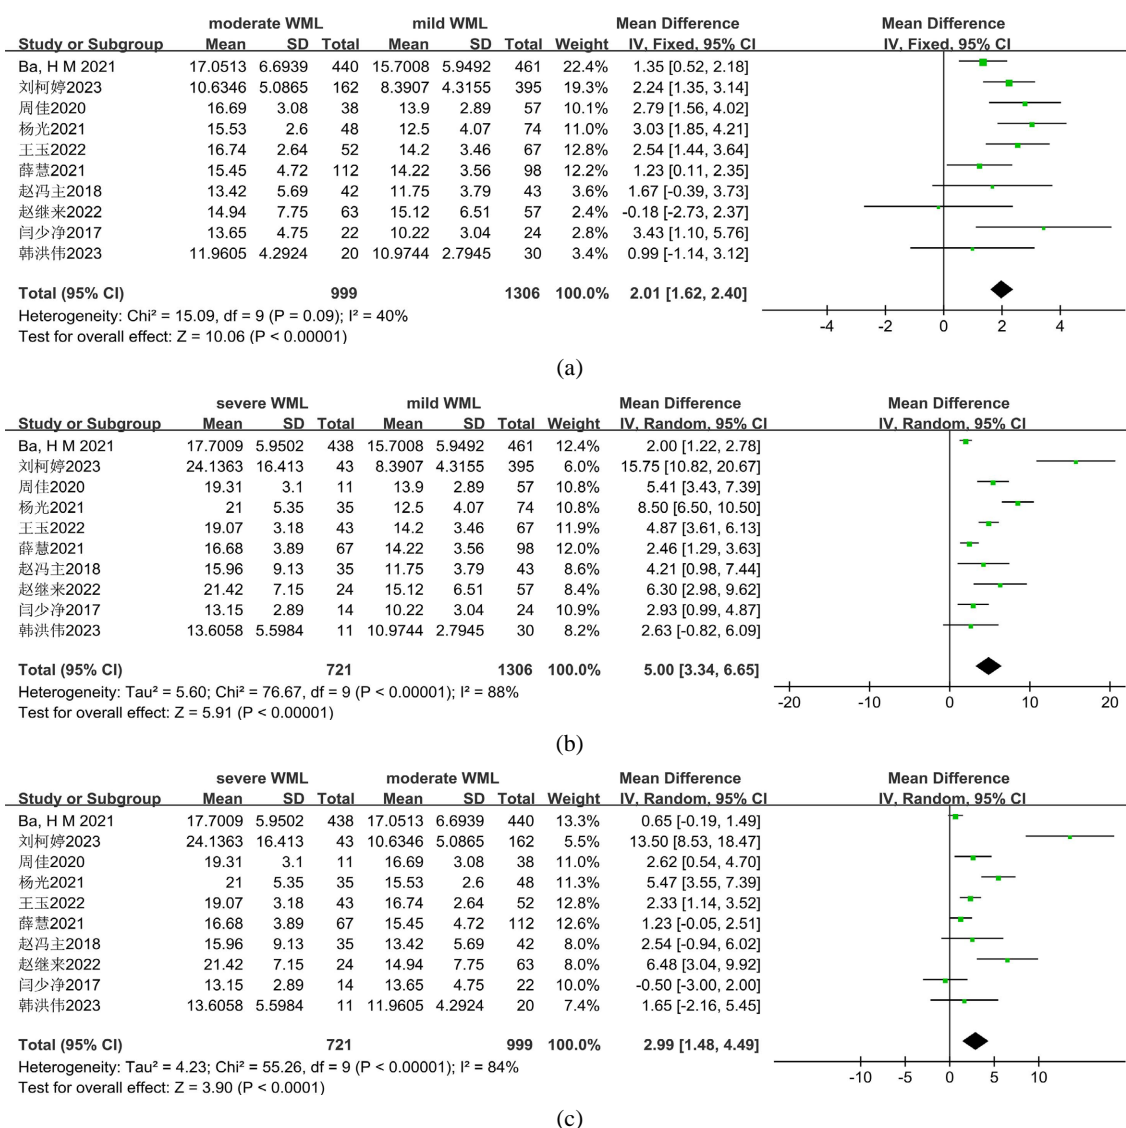 moderate WML mild WML Mean Difference Mean Difference
Study or Subgroup Mean SD Total Mean SD Total Weight IV, Fixed, 95% CI IV, Fixed, 95% CI
Ba, H M 2021 17.0513 6.6939 440 15.7008 5.9492 461 22.4% 1.35 [0.52, 2.18]
刘柯婷2023 10.6346 5.0865 162 8.3907 4.3155 395 19.3% 2.24 [1.35, 3.14]
周佳2020 16.69 3.08 38 13.9 2.89 57 10.1% 2.79 [1.56, 4.02]
杨光2021 15.53 2.6 48 12.5 4.07 74 11.0% 3.03 [1.85, 4.21]
王玉2022 16.74 2.64 52 14.2 3.46 67 12.8% 2.54 [1.44, 3.64]
薛慧2021 15.45 4.72 112 14.22 3.56 98 12.2% 1.23 [0.11, 2.35]
赵冯主2018 13.42 5.69 42 11.75 3.79 43 3.6% 1.67 [-0.39, 3.73]
赵继来2022 14.94 7.75 63 15.12 6.51 57 2.4% -0.18 [-2.73, 2.37]
闫少净2017 13.65 4.75 22 10.22 3.04 24 2.8% 3.43 [1.10, 5.76]
韩洪伟2023 11.9605 4.2924 20 10.9744 2.7945 30 3.4% 0.99 [-1.14, 3.12]
Total (95% CI) 999 1306 100.0% 2.01 [1.62, 2.40]
Heterogeneity: Chi² = 15.09, df = 9 (P = 0.09); I² = 40%
Test for overall effect: Z = 10.06 (P < 0.00001)
-4 -2 0 2 4
(a)
severe WML mild WML Mean Difference Mean Difference
Study or Subgroup Mean SD Total Mean SD Total Weight IV, Random, 95% CI IV, Random, 95% CI
Ba, H M 2021 17.7009 5.9502 438 15.7008 5.9492 461 12.4% 2.00 [1.22, 2.78]
刘柯婷2023 24.1363 16.413 43 8.3907 4.3155 395 6.0% 15.75 [10.82, 20.67]
周佳2020 19.31 3.1 11 13.9 2.89 57 10.8% 5.41 [3.43, 7.39]
杨光2021 21 5.35 35 12.5 4.07 74 10.8% 8.50 [6.50, 10.50]
王玉2022 19.07 3.18 43 14.2 3.46 67 11.9% 4.87 [3.61, 6.13]
薛慧2021 16.68 3.89 67 14.22 3.56 98 12.0% 2.46 [1.29, 3.63]
赵冯主2018 15.96 9.13 35 11.75 3.79 43 8.6% 4.21 [0.98, 7.44]
赵继来2022 21.42 7.15 24 15.12 6.51 57 8.4% 6.30 [2.98, 9.62]
闫少净2017 13.15 2.89 14 10.22 3.04 24 10.9% 2.93 [0.99, 4.87]
韩洪伟2023 13.6058 5.5984 11 10.9744 2.7945 30 8.2% 2.63 [-0.82, 6.09]
Total (95% CI) 721 1306 100.0% 5.00 [3.34, 6.65]
Heterogeneity: Tau² = 5.60; Chi² = 76.67, df = 9 (P < 0.00001); I² = 88%
Test for overall effect: Z = 5.91 (P < 0.00001)
-20 -10 0 10 20
(b)
severe WML moderate WML Mean Difference Mean Difference
Study or Subgroup Mean SD Total Mean SD Total Weight IV, Random, 95% CI IV, Random, 95% CI
Ba, H M 2021 17.7009 5.9502 438 17.0513 6.6939 440 13.3% 0.65 [-0.19, 1.49]
刘柯婷2023 24.1363 16.413 43 10.6346 5.0865 162 5.5% 13.50 [8.53, 18.47]
周佳2020 19.31 3.1 11 16.69 3.08 38 11.0% 2.62 [0.54, 4.70]
杨光2021 21 5.35 35 15.53 2.6 48 11.3% 5.47 [3.55, 7.39]
王玉2022 19.07 3.18 43 16.74 2.64 52 12.8% 2.33 [1.14, 3.52]
薛慧2021 16.68 3.89 67 15.45 4.72 112 12.6% 1.23 [-0.05, 2.51]
赵冯主2018 15.96 9.13 35 13.42 5.69 42 8.0% 2.54 [-0.94, 6.02]
赵继来2022 21.42 7.15 24 14.94 7.75 63 8.0% 6.48 [3.04, 9.92]
闫少净2017 13.15 2.89 14 13.65 4.75 22 10.0% -0.50 [-3.00, 2.00]
韩洪伟2023 13.6058 5.5984 11 11.9605 4.2924 20 7.4% 1.65 [-2.16, 5.45]
Total (95% CI) 721 999 100.0% 2.99 [1.48, 4.49]
Heterogeneity: Tau² = 4.23; Chi² = 55.26, df = 9 (P < 0.00001); I² = 84%
Test for overall effect: Z = 3.90 (P < 0.0001)
-10 -5 0 5 10
(c)